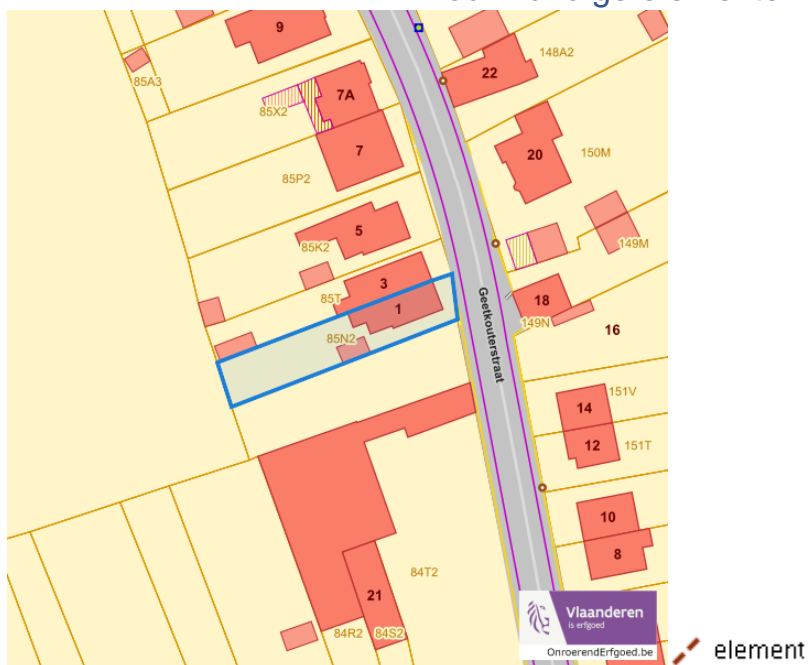 9
148A2
22
85A3
7A
85X2
7
20
150M
85P2
5
149M
85K2
3
85T
1
Geetkouterstraat
18
85N2
149N
16
151V
14
12
151T
10
8
84T2
21
84R2
84S2
Vlaanderen
is erfgoed
OnroerendErfgoed.be
element